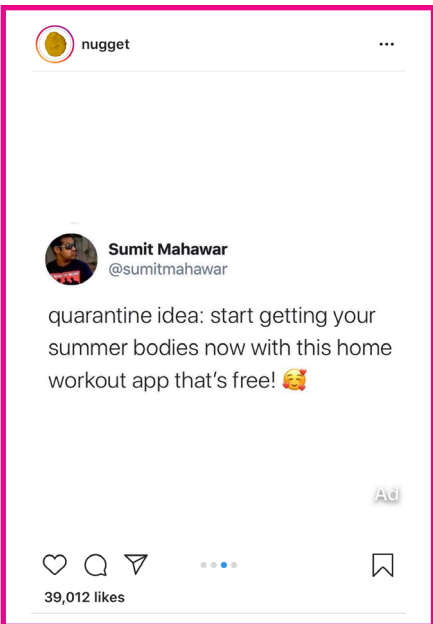 nugget
Sumit Mahawar
@sumitmahawar
quarantine idea: start getting your
summer bodies now with this home
workout app that's free! 🥰
Ad
39,012 likes